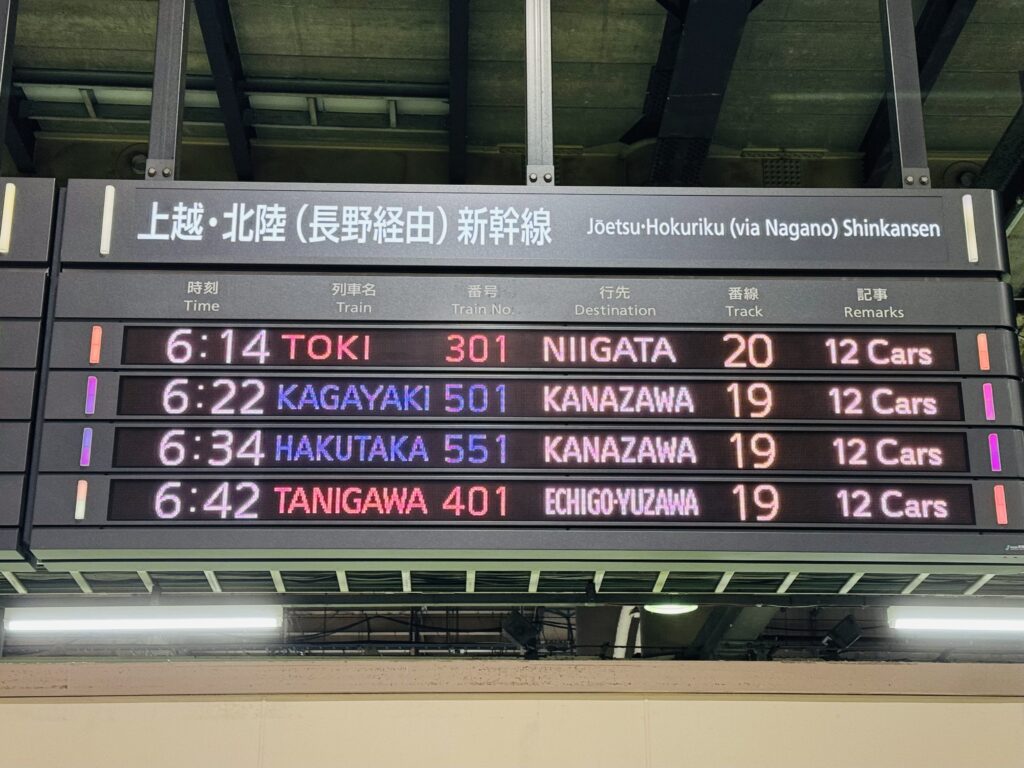 上越・北陸（長野経由）新幹線 Jōetsu・Hokuriku (via Nagano) Shinkansen
時刻 列車名 番号 行先 番線 記事
Time Train Train No. Destination Track Remarks
6:14 TOKI 301 NIIGATA 20 12 Cars
6:22 KAGAYAKI 501 KANAZAWA 19 12 Cars
6:34 HAKUTAKA 551 KANAZAWA 19 12 Cars
6:42 TANIGAWA 401 ECHIGO-YUZAWA 19 12 Cars